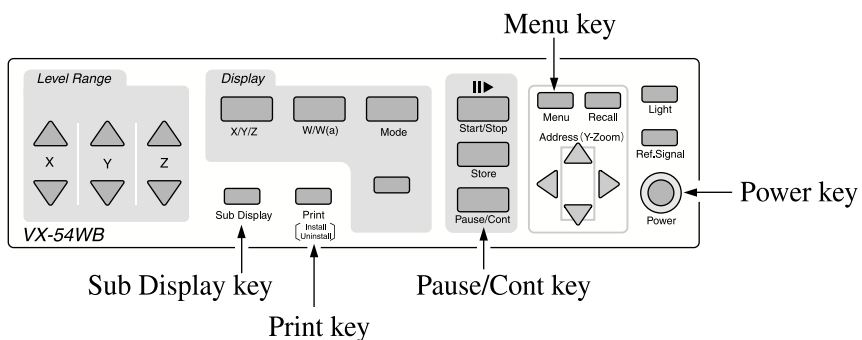 Menu key
Level Range
Display
X/Y/Z
W/W(a)
Mode
Start/Stop
Menu
Recall
Light
X
Y
Z
Address (Y-Zoom)
Store
Ref.Signal
Sub Display
Print
Install
Uninstall
Pause/Cont
Power
Power key
VX-54WB
Sub Display key
Pause/Cont key
Print key